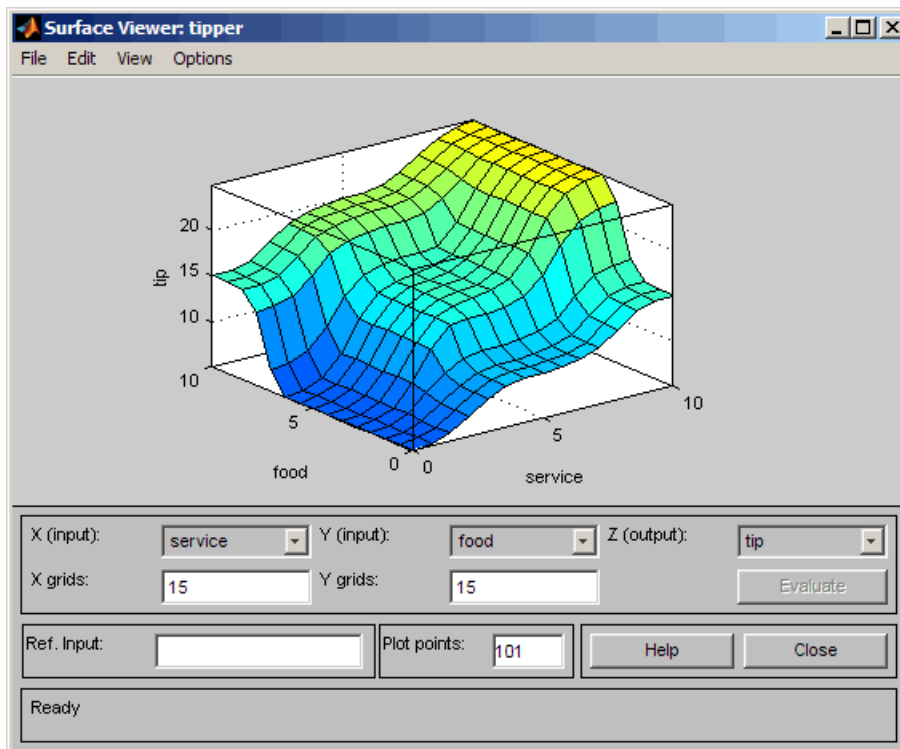 Surface Viewer: tipper
File Edit View Options
20
15
10
tip
10
5
0
food
0
5
10
service
X (input): service Y (input): food Z (output): tip
X grids: 15 Y grids: 15 Evaluate
Ref. Input: Plot points: 101 Help Close
Ready